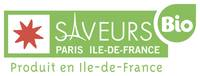 SAVEURS
PARIS ILE-DE-FRANCE
Bio
Produit en Ile-de-France